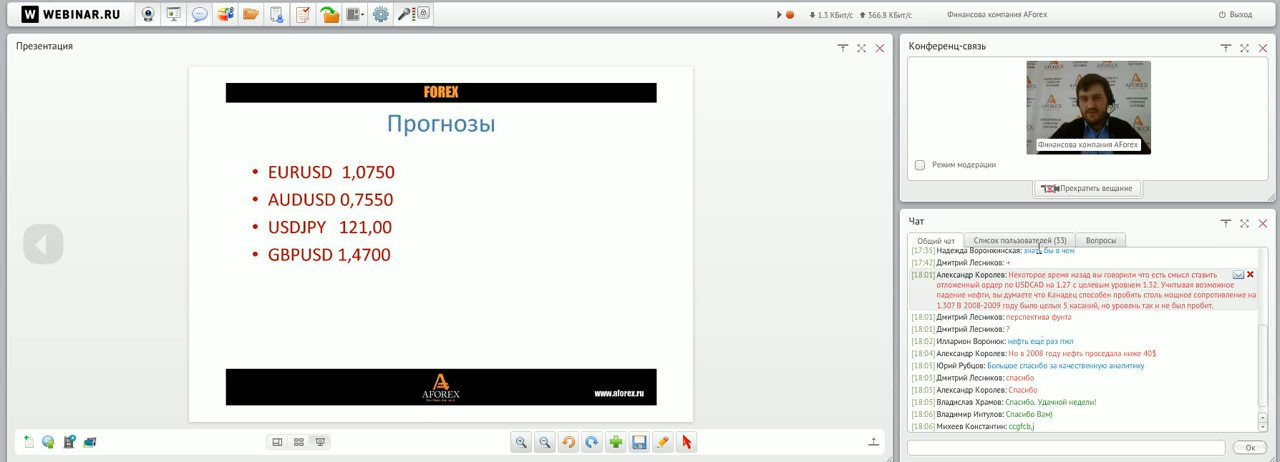 WEBINAR.RU
1.3 КБит/с 366.8 КБит/с
Финансова компания AForex
Выход
Презентация
FOREX
Прогнозы
• EURUSD 1,0750
• AUDUSD 0,7550
• USDJPY 121,00
• GBPUSD 1,4700
AFOREX
www.aforex.ru
Конференц-связь
AFOREX
Финансова компания AForex
Режим модерации
Прекратить вещание
Чат
Общий чат
Список пользователей (33)
Вопросы
[17:35] Надежда Воронжинская: знать бы в чем
[17:42] Дмитрий Лесников: +
[18:01] Александр Королев: Некоторое время назад вы говорили что есть смысл ставить
отложенный ордер по USDCAD на 1.27 с целевым уровнем 1.32. Учитывая возможное
падение нефти, вы думаете что Канадец способен пробить столь мощное сопротивление на
1.30? В 2008-2009 году было целых 5 касаний, но уровень так и не был пробит.
[18:01] Дмитрий Лесников: перспектива фунта
[18:01] Дмитрий Лесников: ?
[18:02] Илларион Воронюк: нефть ещё раз пжл
[18:04] Александр Королев: Но в 2008 году нефть проседала ниже 40$
[18:05] Юрий Рубцов: Большое спасибо за качественную аналитику
[18:05] Дмитрий Лесников: спасибо
[18:05] Александр Королев: Спасибо
[18:05] Владислав Храмов: Спасибо. Удачной недели!
[18:06] Владимир Интулов: Спасибо Вам)
[18:06] Михеев Константин: ccgfcb,j
Ок